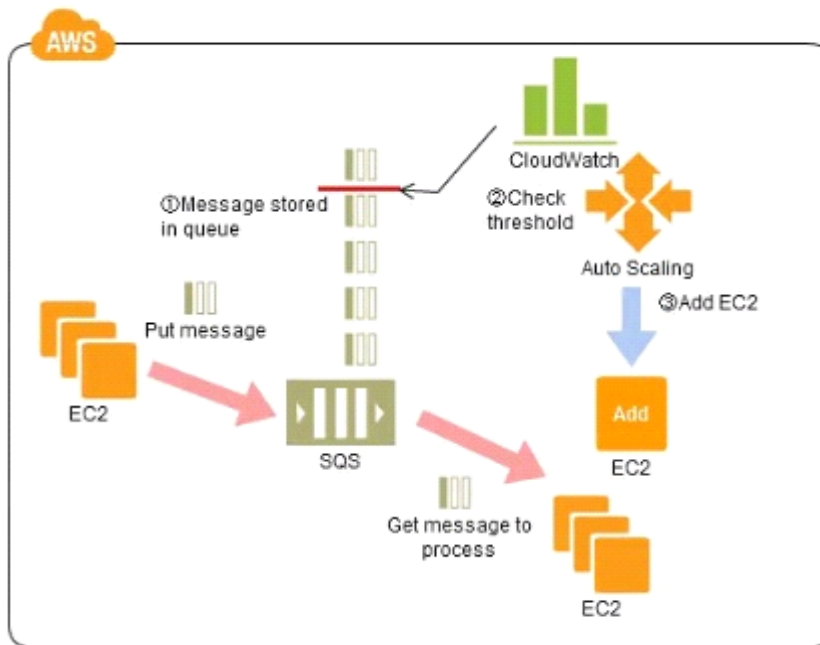 AWS
CloudWatch
①Message stored
in queue
②Check
threshold
Auto Scaling
③Add EC2
Put message
EC2
SQS
Add
EC2
Get message to
process
EC2